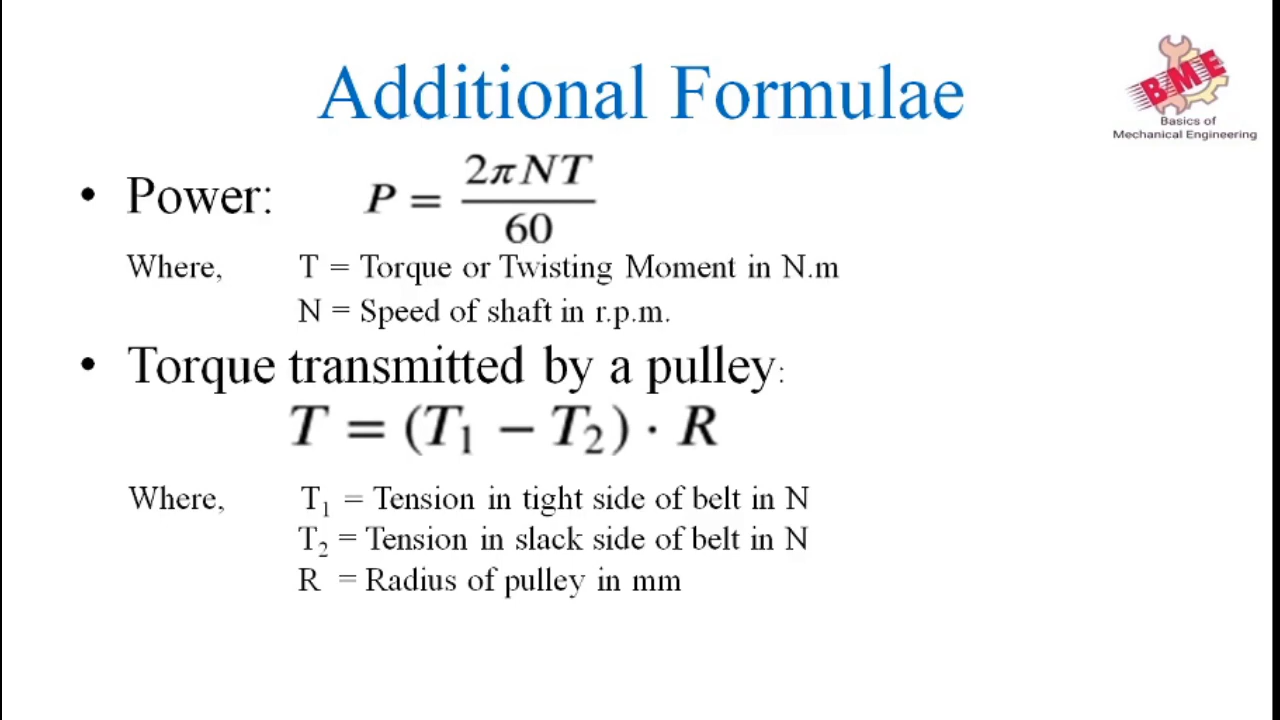 Additional Formulae
BME
Basics of
Mechanical Engineering
• Power: P = 2πNT / 60
Where, T = Torque or Twisting Moment in N.m
N = Speed of shaft in r.p.m.
• Torque transmitted by a pulley:
T = (T₁ − T₂) · R
Where, T₁ = Tension in tight side of belt in N
T₂ = Tension in slack side of belt in N
R = Radius of pulley in mm